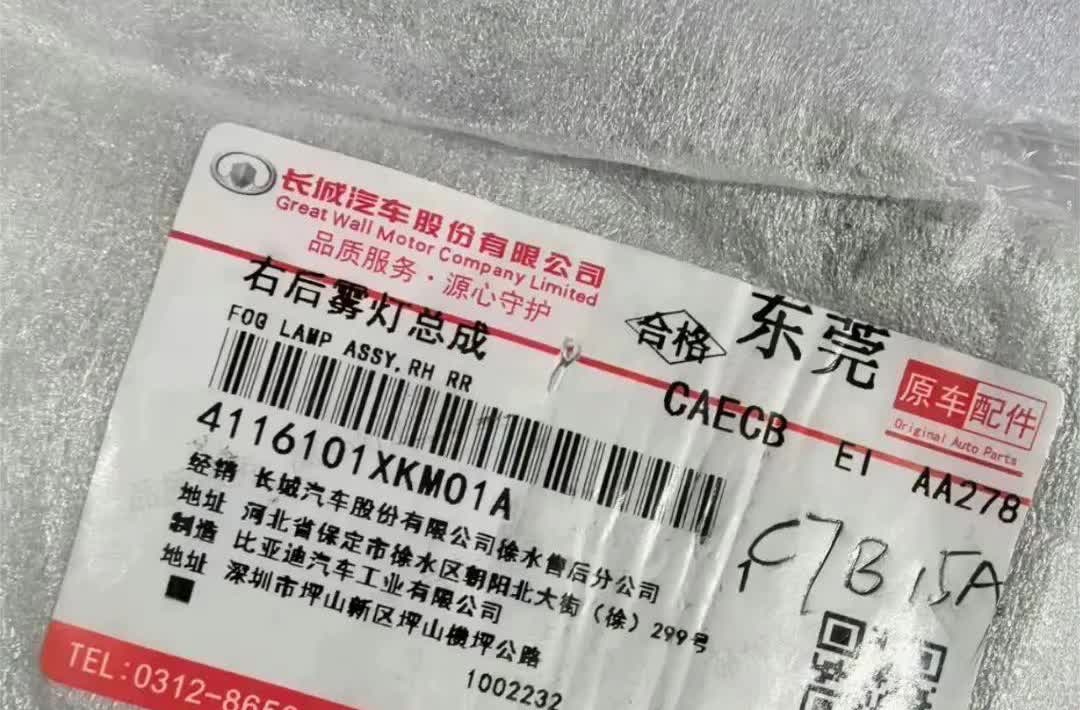 长城汽车股份有限公司
Great Wall Motor Company Limited
品质服务·源心守护
右后雾灯总成
FOG LAMP ASSY,RH RR
合格
东莞
原车配件
Original Auto Parts
CAECB EI AA278
4116101XKM01A
经销 长城汽车股份有限公司徐水售后分公司
地址 河北省保定市徐水区朝阳北大街（徐）299号
制造 比亚迪汽车工业有限公司
地址 深圳市坪山新区坪山横坪公路
1002232
TEL:0312-865